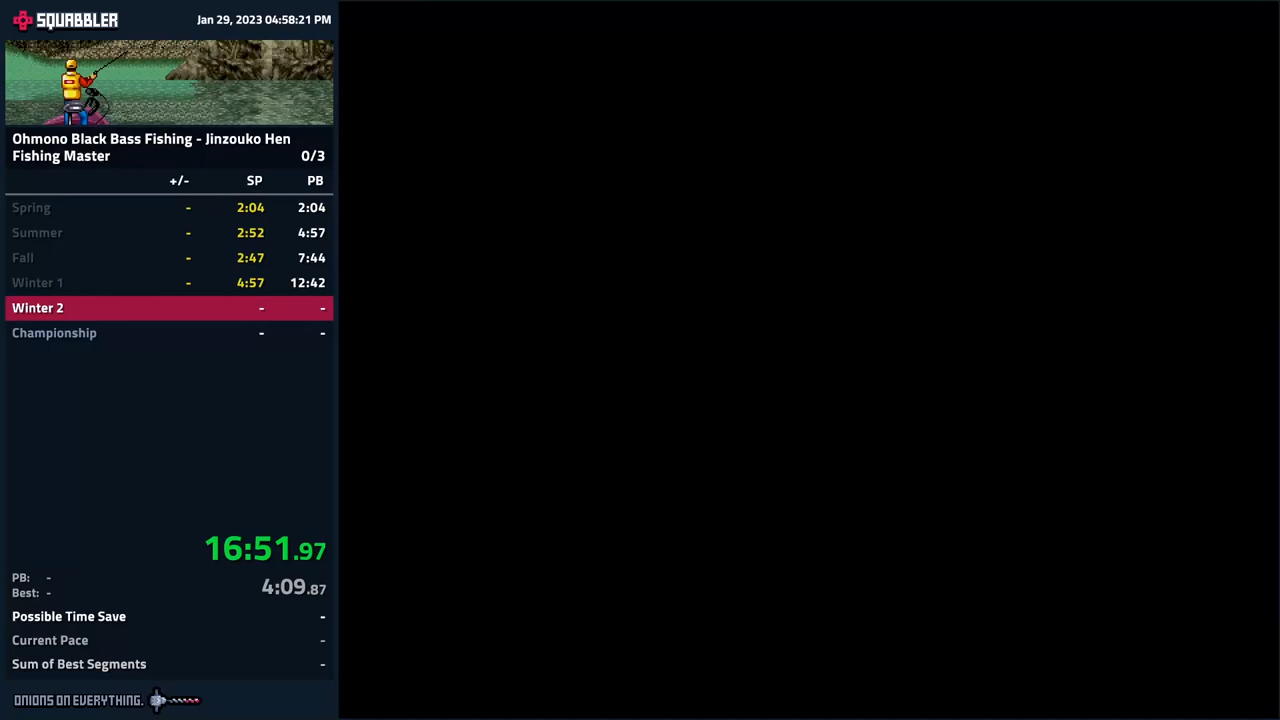 SQUABBLER
Jan 29, 2023 04:58:21 PM
Ohmono Black Bass Fishing - Jinzouko Hen
Fishing Master 0/3
+/- SP PB
Spring - 2:04 2:04
Summer - 2:52 4:57
Fall - 2:47 7:44
Winter 1 - 4:57 12:42
Winter 2 - -
Championship - -
16:51.97
PB: -
4:09.87
Best: -
Possible Time Save -
Current Pace -
Sum of Best Segments -
ONIONS ON EVERYTHING.